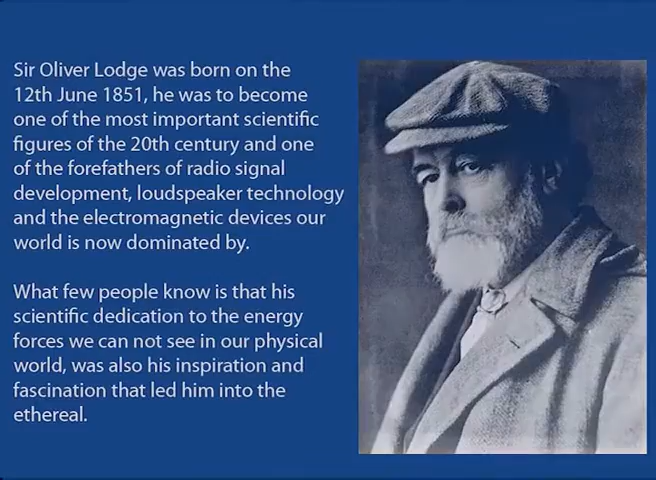 Sir Oliver Lodge was born on the
12th June 1851, he was to become
one of the most important scientific
figures of the 20th century and one
of the forefathers of radio signal
development, loudspeaker technology
and the electromagnetic devices our
world is now dominated by.
What few people know is that his
scientific dedication to the energy
forces we can not see in our physical
world, was also his inspiration and
fascination that led him into the
ethereal.